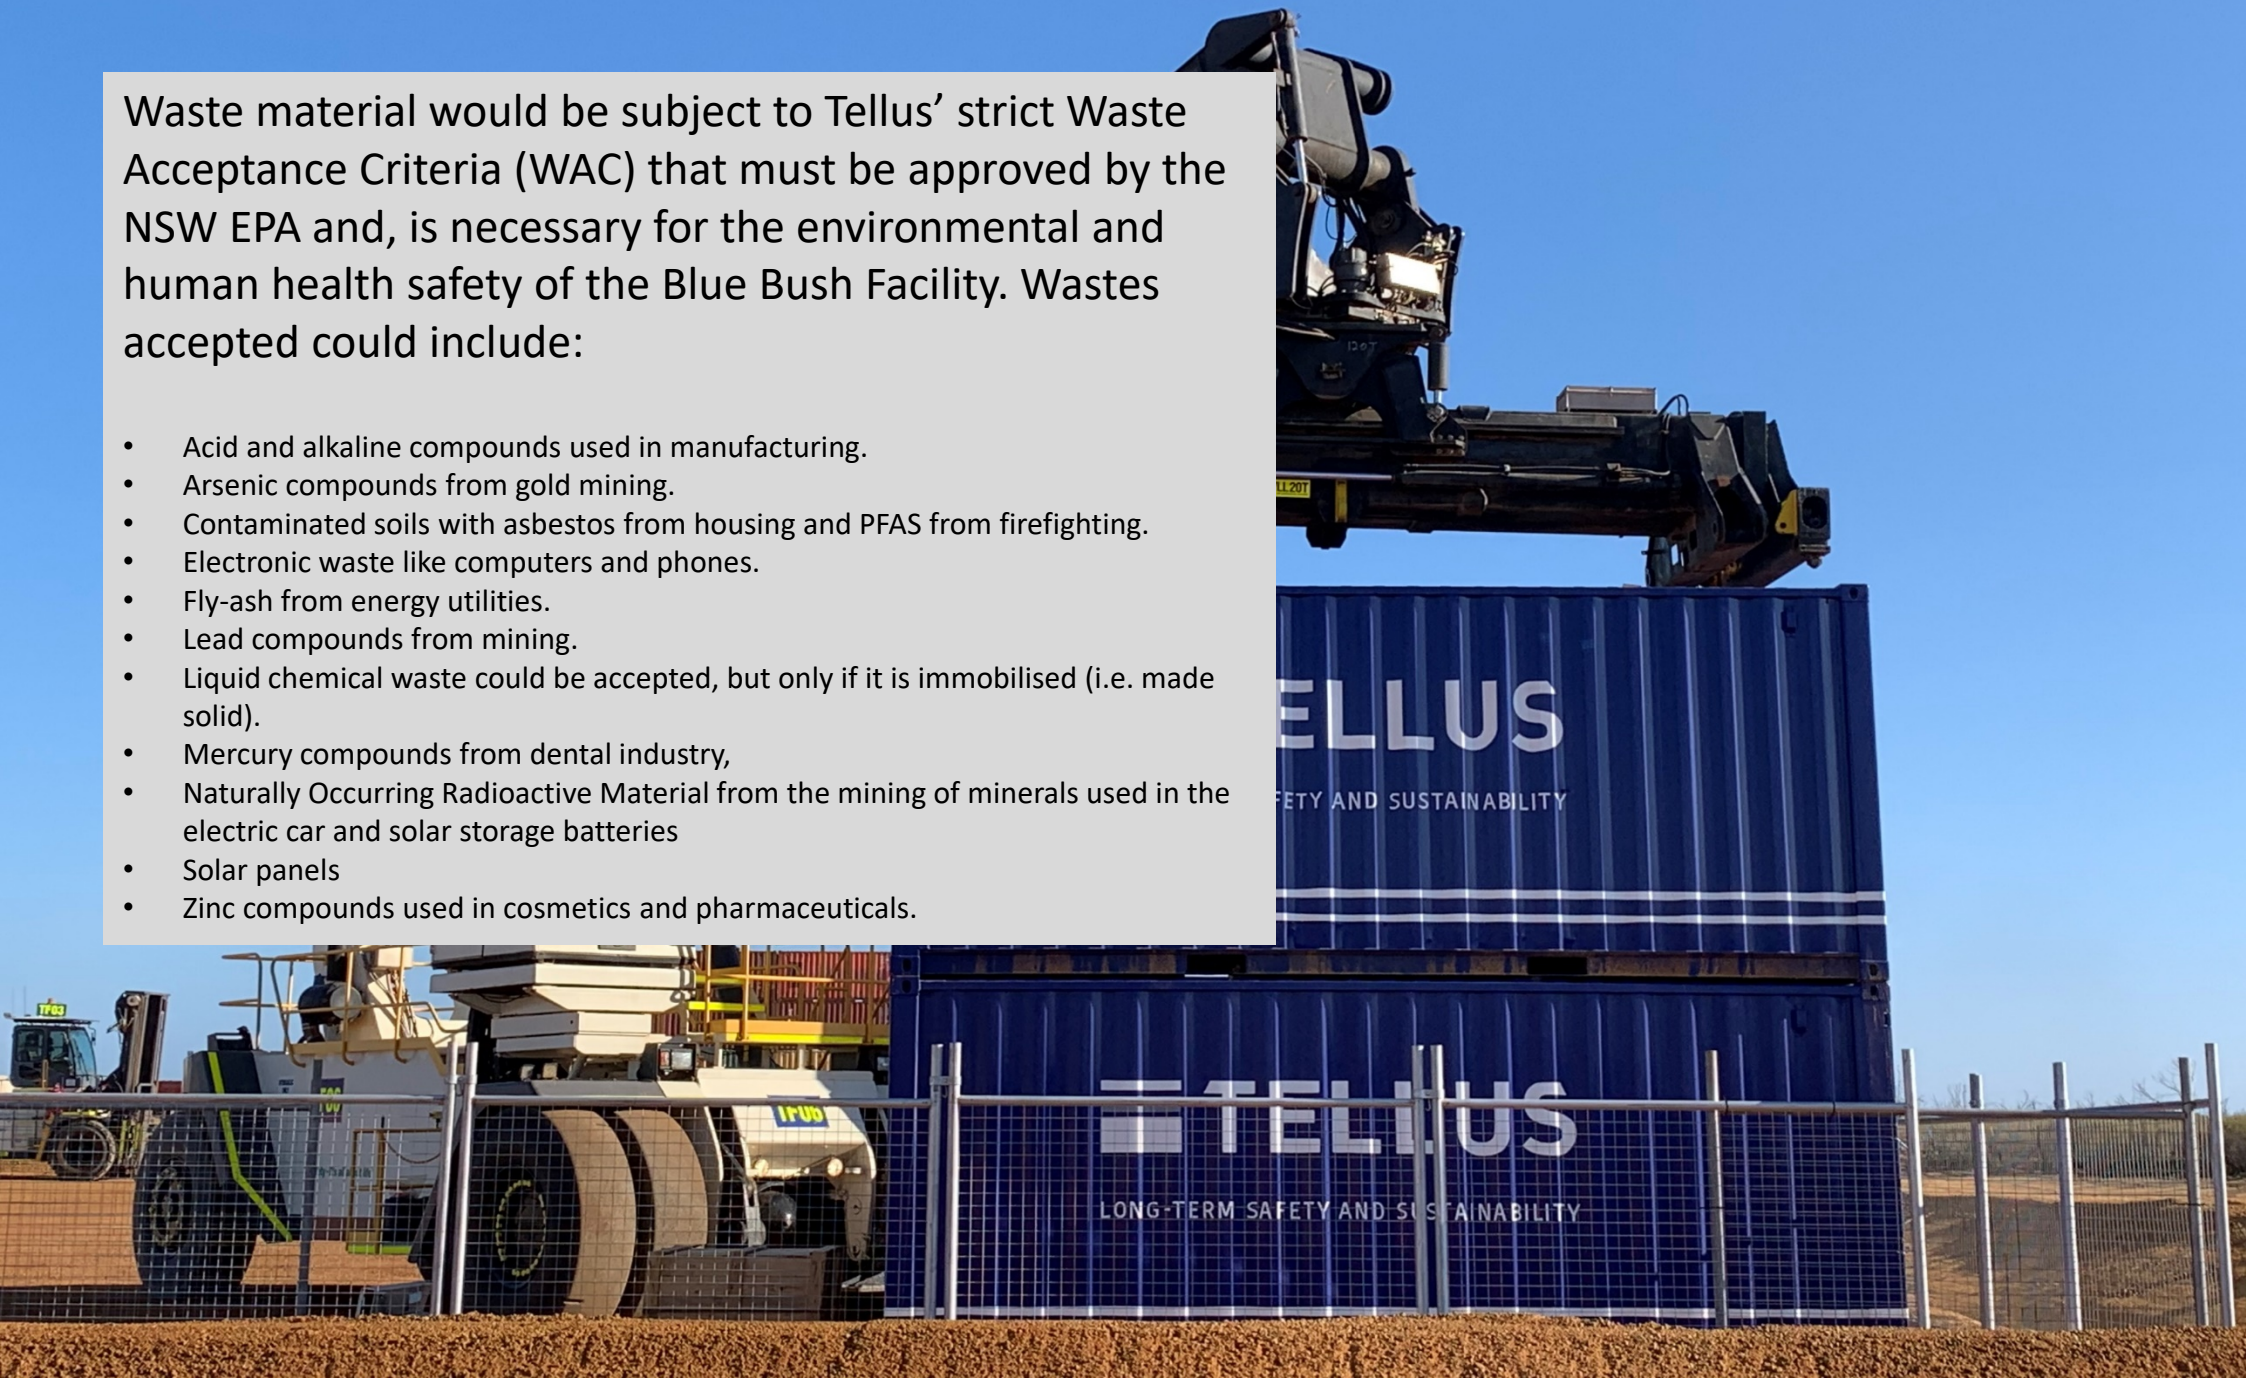 Waste material would be subject to Tellus’ strict Waste
Acceptance Criteria (WAC) that must be approved by the
NSW EPA and, is necessary for the environmental and
human health safety of the Blue Bush Facility. Wastes
accepted could include:
• Acid and alkaline compounds used in manufacturing.
• Arsenic compounds from gold mining.
• Contaminated soils with asbestos from housing and PFAS from firefighting.
• Electronic waste like computers and phones.
• Fly-ash from energy utilities.
• Lead compounds from mining.
• Liquid chemical waste could be accepted, but only if it is immobilised (i.e. made
solid).
• Mercury compounds from dental industry,
• Naturally Occurring Radioactive Material from the mining of minerals used in the
electric car and solar storage batteries
• Solar panels
• Zinc compounds used in cosmetics and pharmaceuticals.
120T
LL20T
ELLUS
ETY AND SUSTAINABILITY
TF03
TF06
TELLUS
LONG-TERM SAFETY AND SUSTAINABILITY